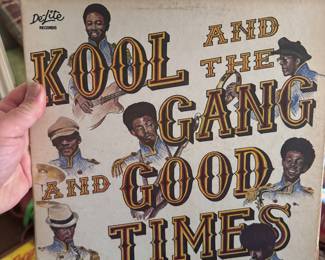 De-Lite
RECORDS
KOOL
AND
THE
GANG
AND GOOD
TIMES